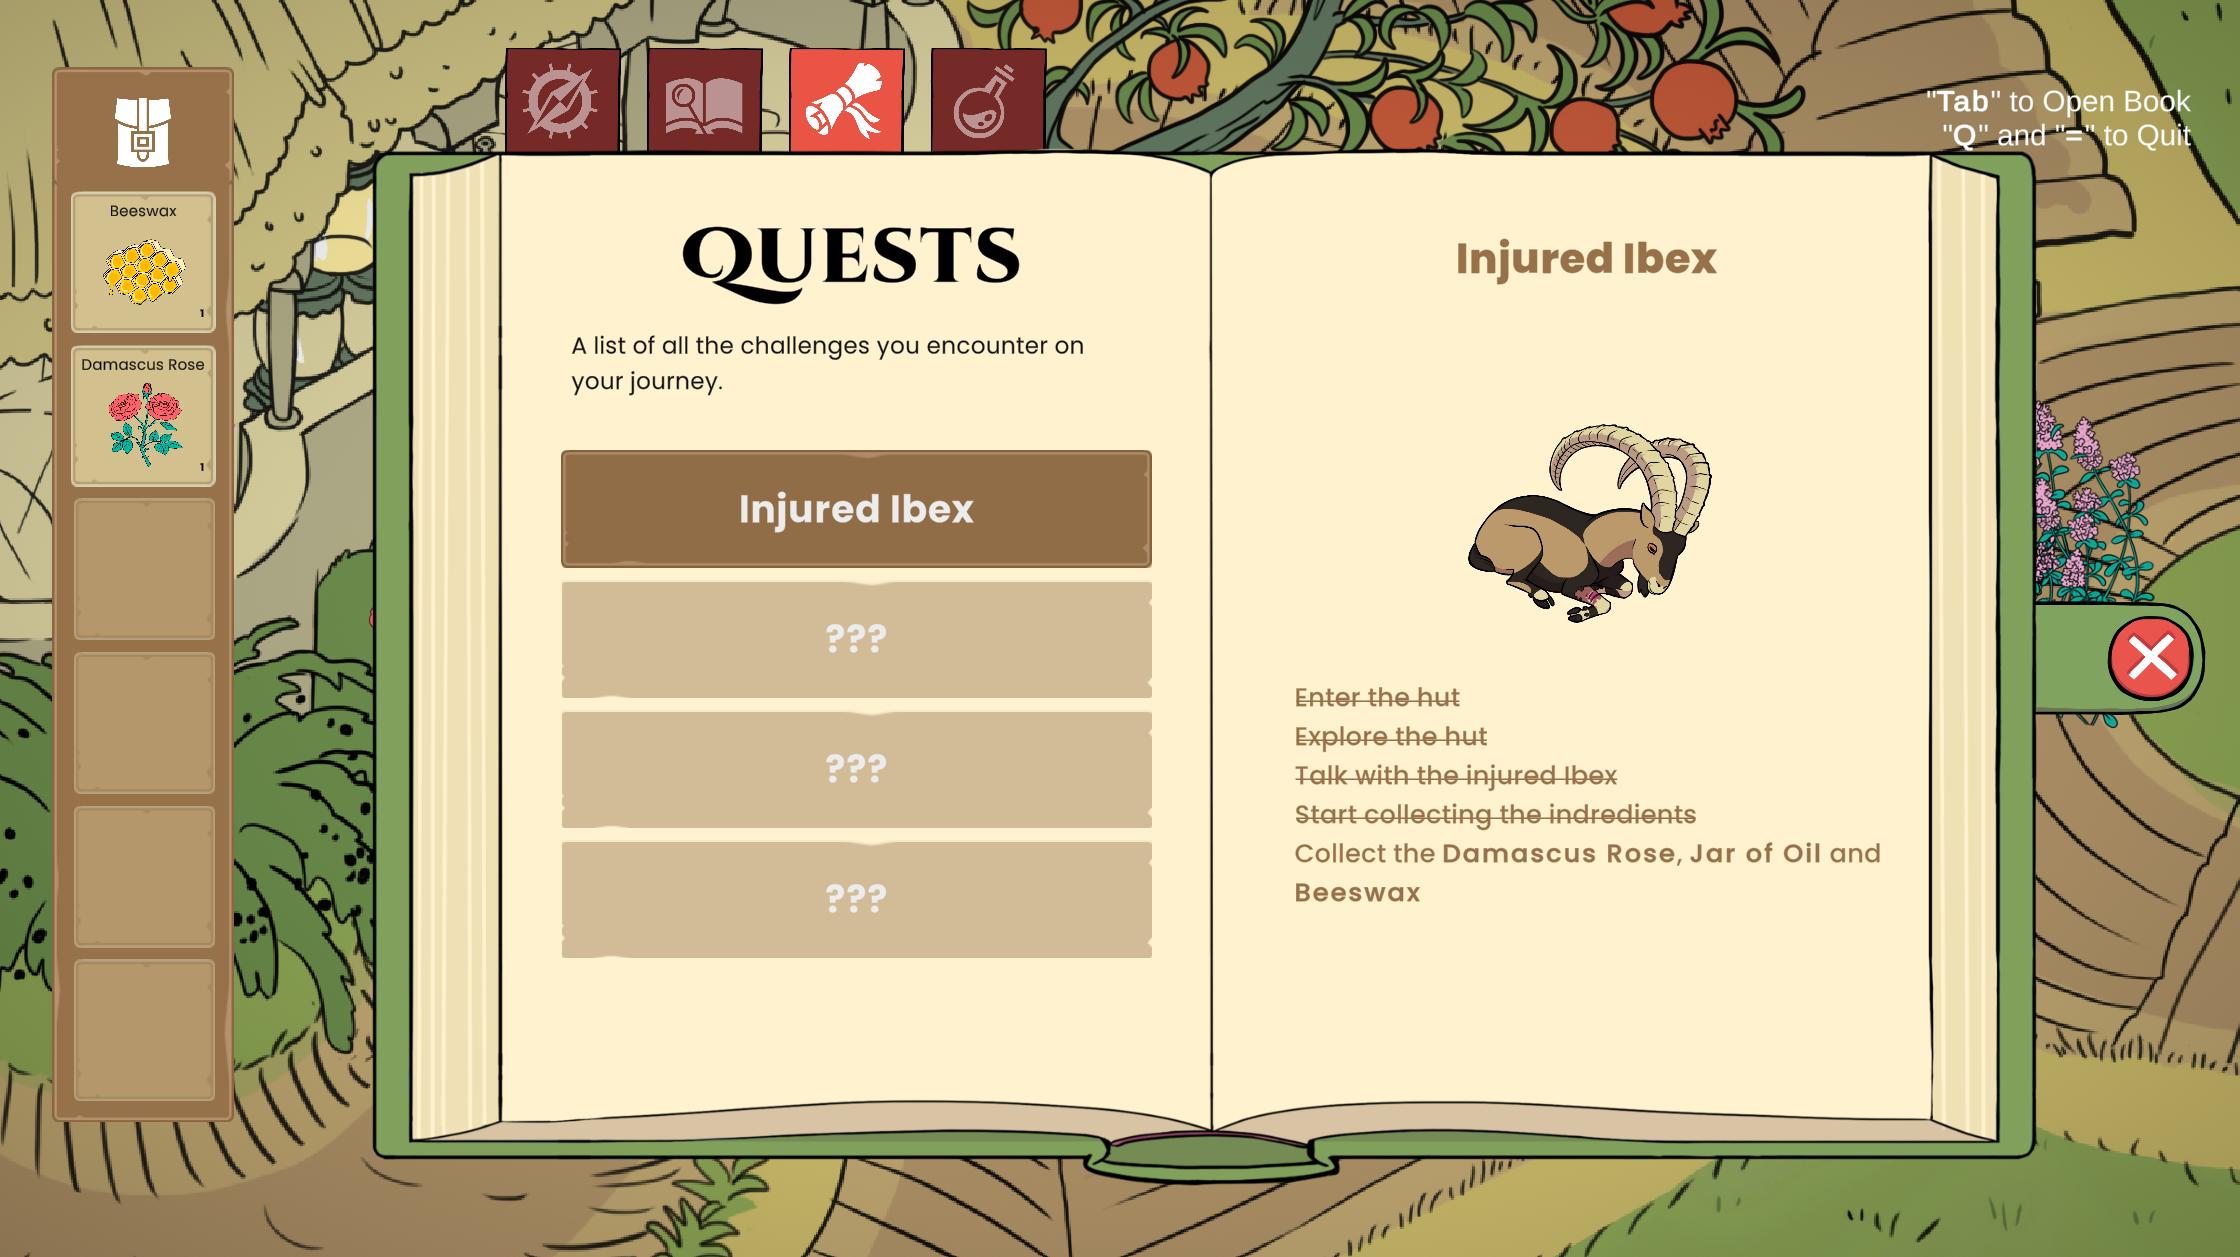 "Tab" to Open Book
"Q" and "=" to Quit
Beeswax
1
Damascus Rose
1
QUESTS
A list of all the challenges you encounter on
your journey.
Injured Ibex
???
???
???
Injured Ibex
Enter the hut
Explore the hut
Talk with the injured Ibex
Start collecting the indredients
Collect the Damascus Rose, Jar of Oil and
Beeswax